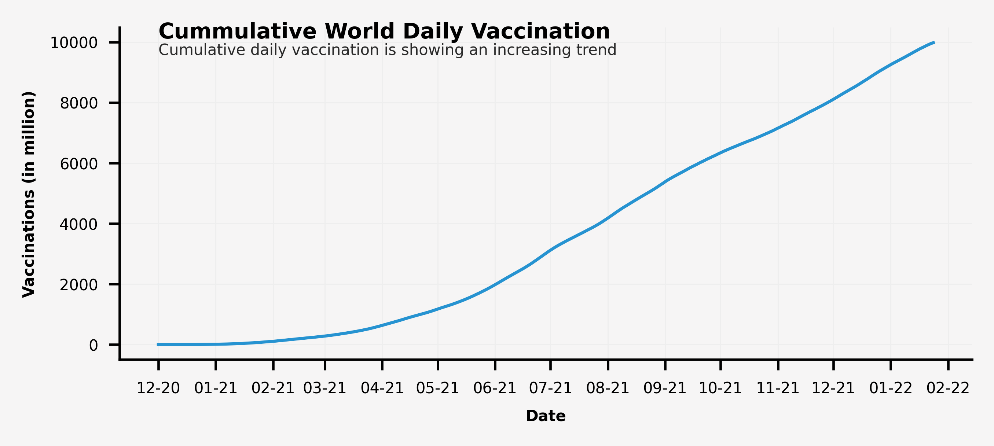 Cummulative World Daily Vaccination
Cumulative daily vaccination is showing an increasing trend
Vaccinations (in million)
10000
8000
6000
4000
2000
0
12-20 01-21 02-21 03-21 04-21 05-21 06-21 07-21 08-21 09-21 10-21 11-21 12-21 01-22 02-22
Date